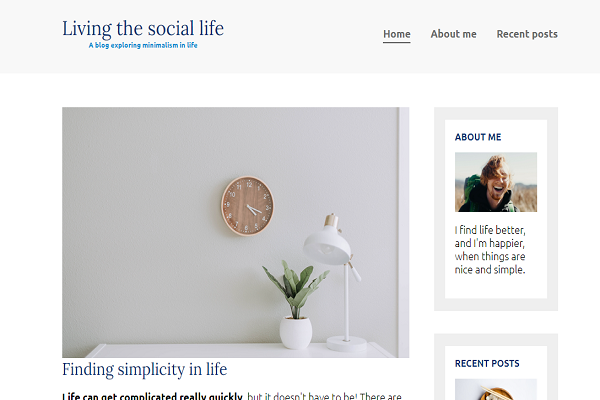 Living the social life
A blog exploring minimalism in life
Home
About me
Recent posts
ABOUT ME
I find life better,
and I'm happier,
when things are
nice and simple.
Finding simplicity in life
Life can get complicated really quickly, but it doesn't have to be! There are
RECENT POSTS